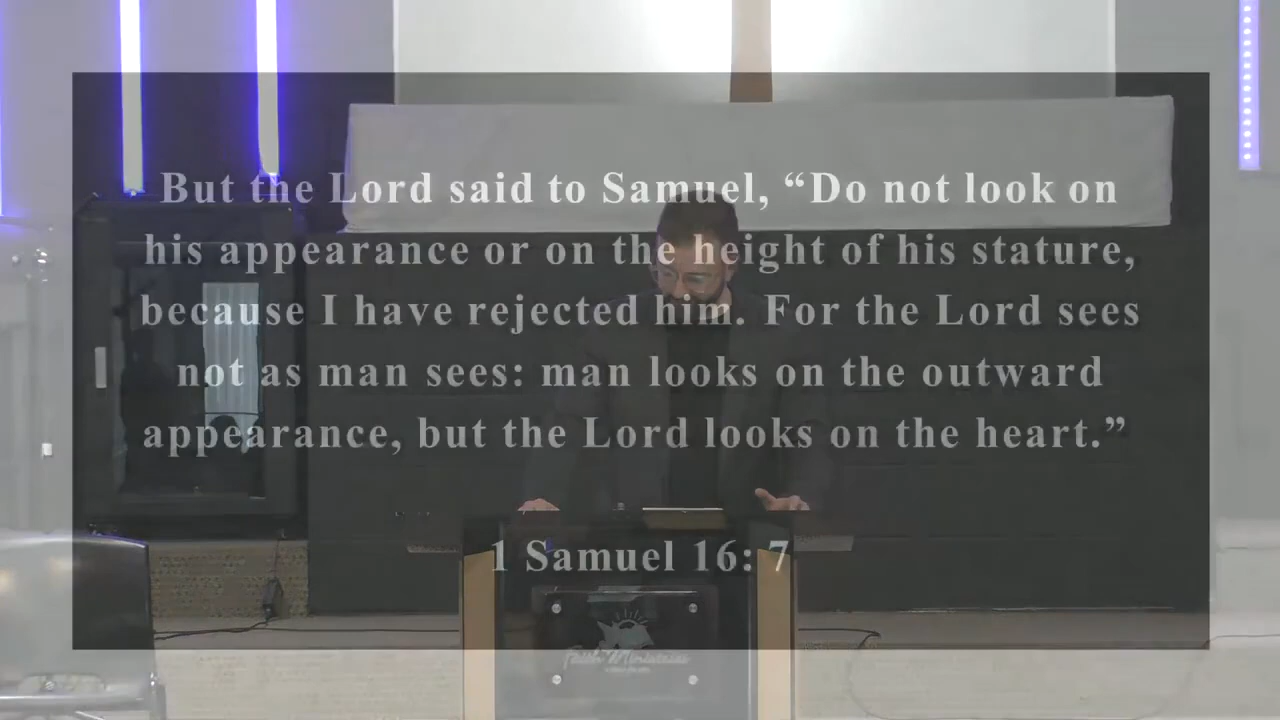 But the Lord said to Samuel, “Do not look on
his appearance or on the height of his stature,
because I have rejected him. For the Lord sees
not as man sees: man looks on the outward
appearance, but the Lord looks on the heart.”
1 Samuel 16: 7
Faith Ministries